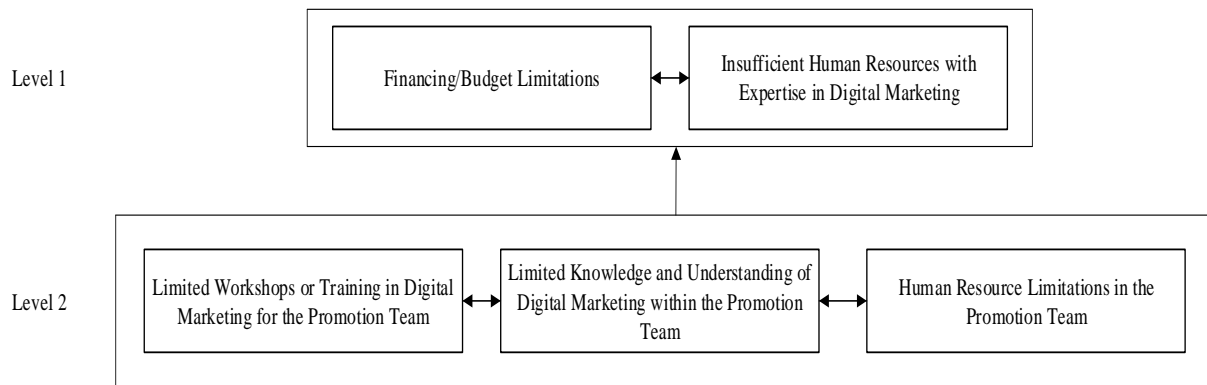 Level 1
Financing/Budget Limitations
Insufficient Human Resources with
Expertise in Digital Marketing
Level 2
Limited Workshops or Training in Digital
Marketing for the Promotion Team
Limited Knowledge and Understanding of
Digital Marketing within the Promotion
Team
Human Resource Limitations in the
Promotion Team